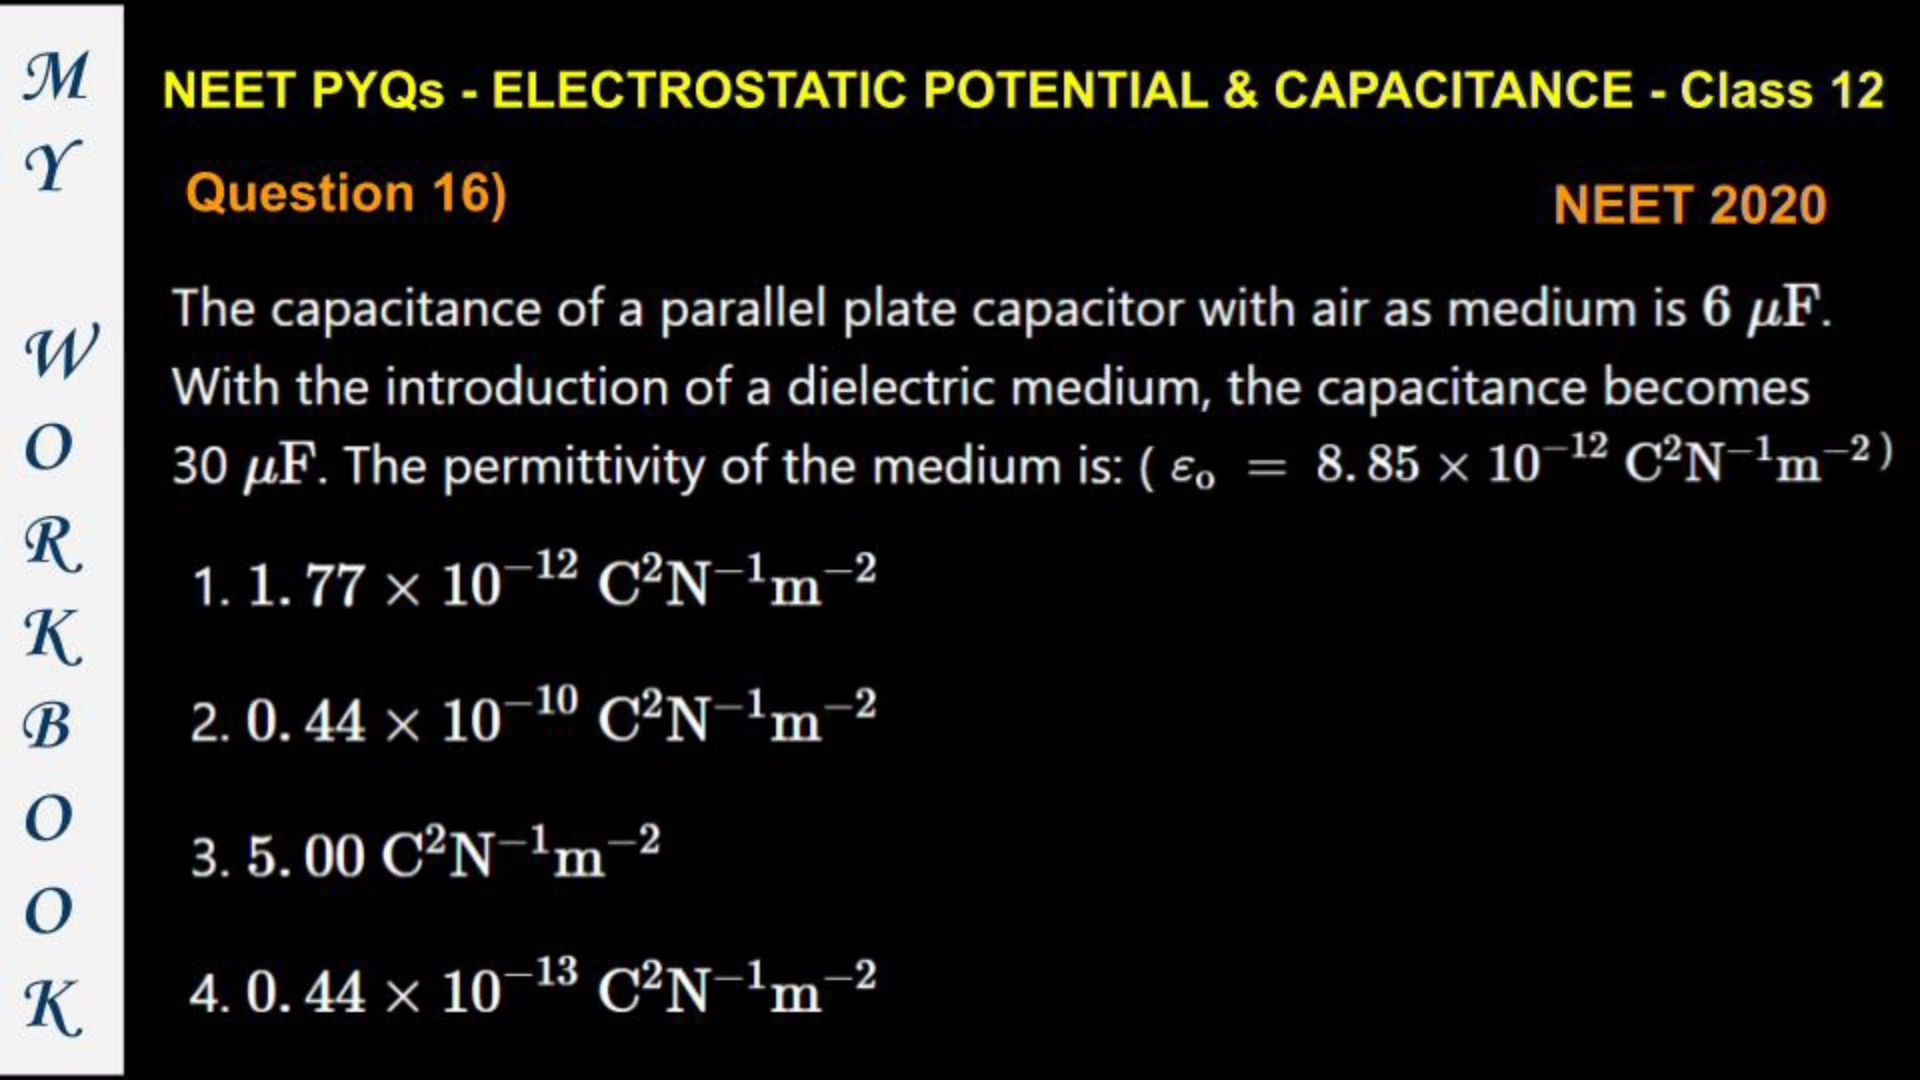 MY WORKBOOK
NEET PYQs - ELECTROSTATIC POTENTIAL & CAPACITANCE - Class 12
Question 16)
NEET 2020
The capacitance of a parallel plate capacitor with air as medium is 6 μF.
With the introduction of a dielectric medium, the capacitance becomes
30 μF. The permittivity of the medium is: ( ε₀ = 8.85 × 10⁻¹² C²N⁻¹m⁻²)
1. 1.77 × 10⁻¹² C²N⁻¹m⁻²
2. 0.44 × 10⁻¹⁰ C²N⁻¹m⁻²
3. 5.00 C²N⁻¹m⁻²
4. 0.44 × 10⁻¹³ C²N⁻¹m⁻²